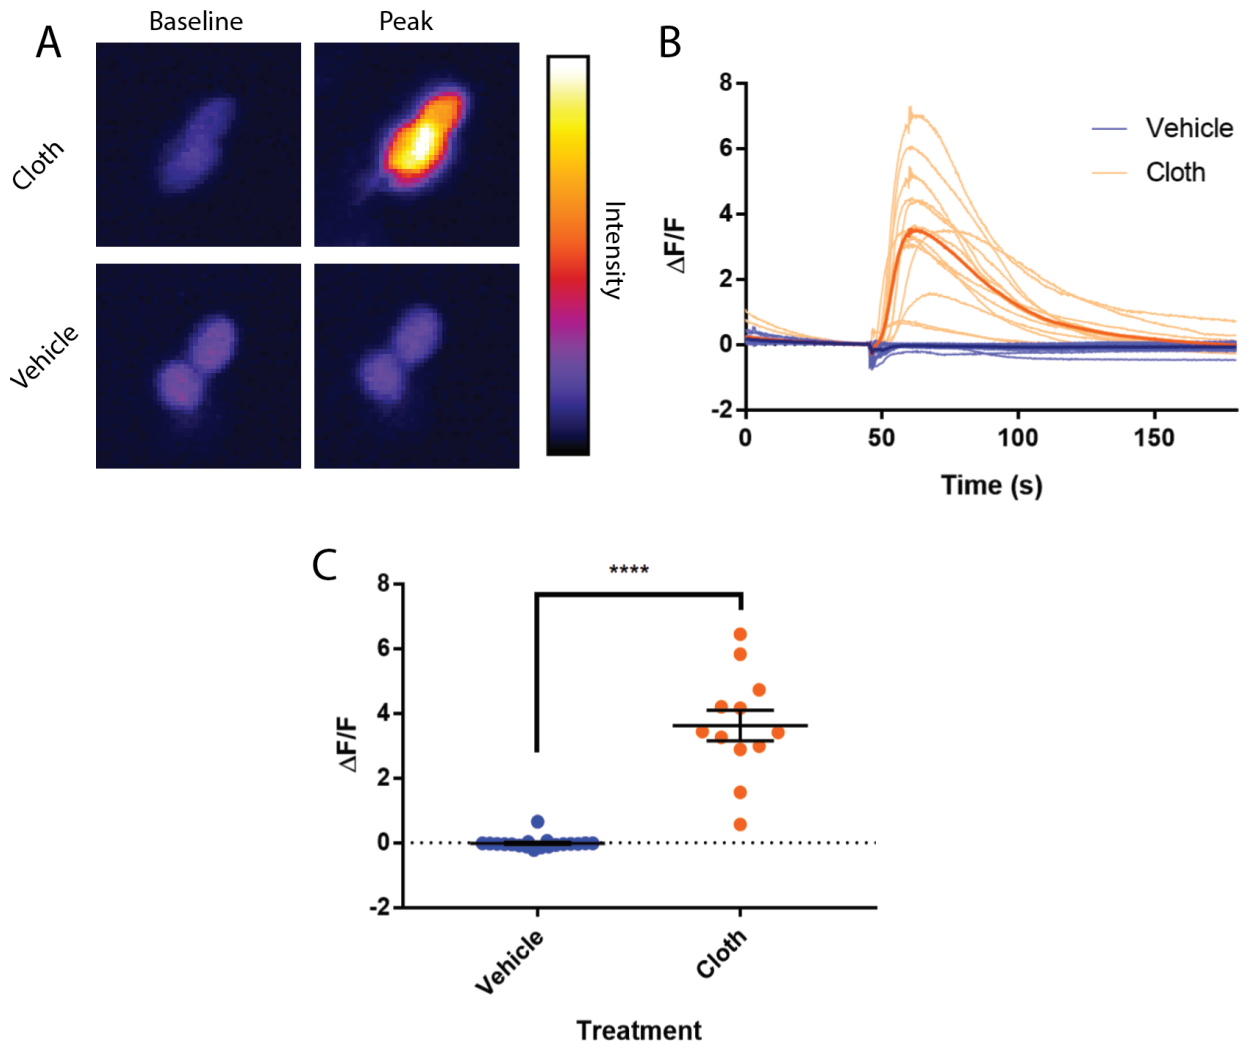 A
Baseline
Peak
Cloth
Vehicle
Intensity
B
8
6
4
2
0
-2
ΔF/F
0
50
100
150
Time (s)
Vehicle
Cloth
C
****
8
6
4
2
0
-2
ΔF/F
Vehicle
Cloth
Treatment